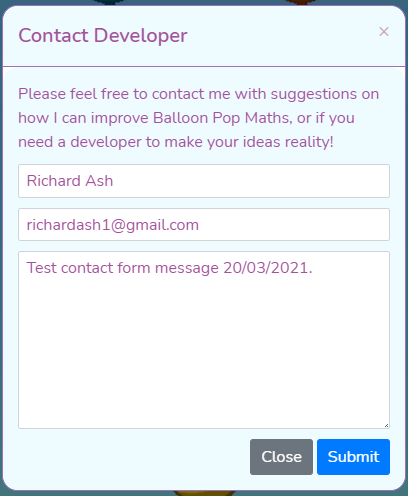 Contact Developer ×
Please feel free to contact me with suggestions on
how I can improve Balloon Pop Maths, or if you
need a developer to make your ideas reality!
Richard Ash
richardash1@gmail.com
Test contact form message 20/03/2021.
Close Submit